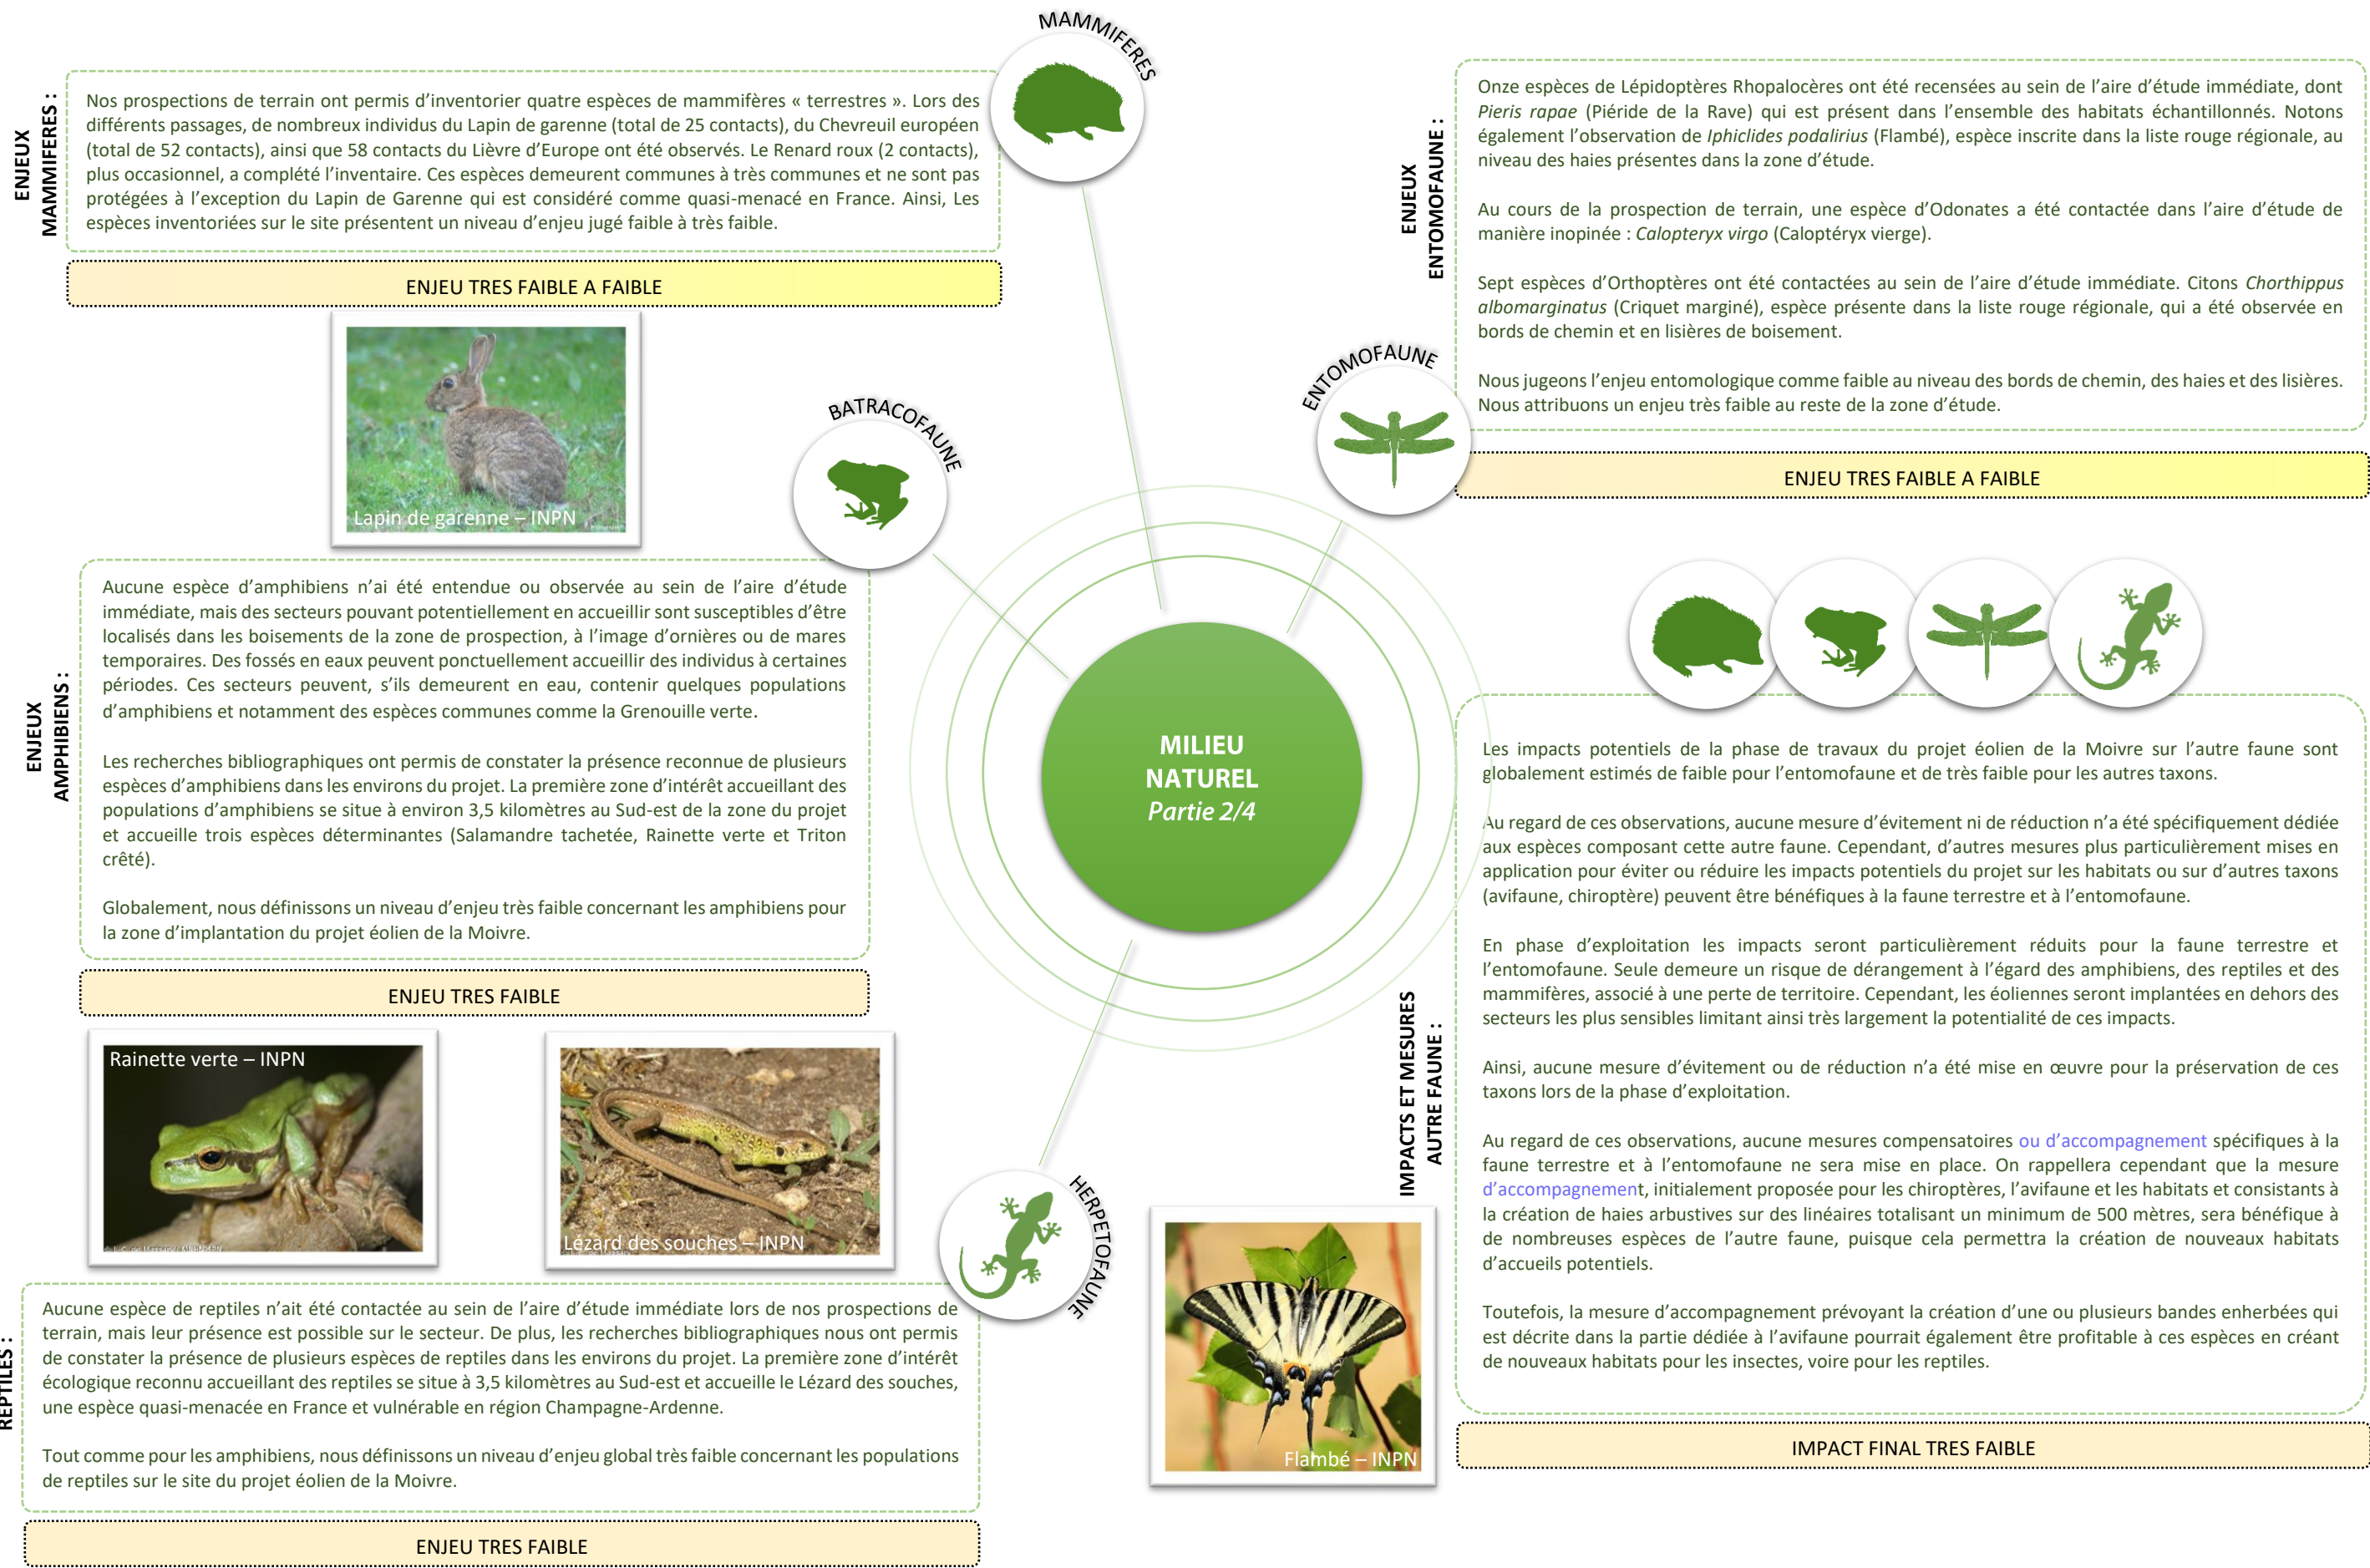 MAMMIFERES
ENJEUX
MAMMIFERES :
Nos prospections de terrain ont permis d’inventorier quatre espèces de mammifères « terrestres ». Lors des
différents passages, de nombreux individus du Lapin de garenne (total de 25 contacts), du Chevreuil européen
(total de 52 contacts), ainsi que 58 contacts du Lièvre d’Europe ont été observés. Le Renard roux (2 contacts),
plus occasionnel, a complété l’inventaire. Ces espèces demeurent communes à très communes et ne sont pas
protégées à l’exception du Lapin de Garenne qui est considéré comme quasi-menacé en France. Ainsi, Les
espèces inventoriées sur le site présentent un niveau d’enjeu jugé faible à très faible.
ENJEU TRES FAIBLE A FAIBLE
Lapin de garenne – INPN
BATRACOFAUNE
ENJEUX
AMPHIBIENS :
Aucune espèce d’amphibiens n’ai été entendue ou observée au sein de l’aire d’étude
immédiate, mais des secteurs pouvant potentiellement en accueillir sont susceptibles d’être
localisés dans les boisements de la zone de prospection, à l’image d’ornières ou de mares
temporaires. Des fossés en eaux peuvent ponctuellement accueillir des individus à certaines
périodes. Ces secteurs peuvent, s’ils demeurent en eau, contenir quelques populations
d’amphibiens et notamment des espèces communes comme la Grenouille verte.
Les recherches bibliographiques ont permis de constater la présence reconnue de plusieurs
espèces d’amphibiens dans les environs du projet. La première zone d’intérêt accueillant des
populations d’amphibiens se situe à environ 3,5 kilomètres au Sud-est de la zone du projet
et accueille trois espèces déterminantes (Salamandre tachetée, Rainette verte et Triton
crêté).
Globalement, nous définissons un niveau d’enjeu très faible concernant les amphibiens pour
la zone d’implantation du projet éolien de la Moivre.
ENJEU TRES FAIBLE
Rainette verte – INPN
Lézard des souches – INPN
HERPETOFAUNE
REPTILES :
Aucune espèce de reptiles n’ait été contactée au sein de l’aire d’étude immédiate lors de nos prospections de
terrain, mais leur présence est possible sur le secteur. De plus, les recherches bibliographiques nous ont permis
de constater la présence de plusieurs espèces de reptiles dans les environs du projet. La première zone d’intérêt
écologique reconnu accueillant des reptiles se situe à 3,5 kilomètres au Sud-est et accueille le Lézard des souches,
une espèce quasi-menacée en France et vulnérable en région Champagne-Ardenne.
Tout comme pour les amphibiens, nous définissons un niveau d’enjeu global très faible concernant les populations
de reptiles sur le site du projet éolien de la Moivre.
ENJEU TRES FAIBLE
MILIEU
NATUREL
Partie 2/4
ENTOMOFAUNE
ENJEUX
ENTOMOFAUNE :
Onze espèces de Lépidoptères Rhopalocères ont été recensées au sein de l’aire d’étude immédiate, dont
Pieris rapae (Piéride de la Rave) qui est présent dans l’ensemble des habitats échantillonnés. Notons
également l’observation de Iphiclides podalirius (Flambé), espèce inscrite dans la liste rouge régionale, au
niveau des haies présentes dans la zone d’étude.
Au cours de la prospection de terrain, une espèce d’Odonates a été contactée dans l’aire d’étude de
manière inopinée : Calopteryx virgo (Caloptéryx vierge).
Sept espèces d’Orthoptères ont été contactées au sein de l’aire d’étude immédiate. Citons Chorthippus
albomarginatus (Criquet marginé), espèce présente dans la liste rouge régionale, qui a été observée en
bords de chemin et en lisières de boisement.
Nous jugeons l’enjeu entomologique comme faible au niveau des bords de chemin, des haies et des lisières.
Nous attribuons un enjeu très faible au reste de la zone d’étude.
ENJEU TRES FAIBLE A FAIBLE
IMPACTS ET MESURES
AUTRE FAUNE :
Les impacts potentiels de la phase de travaux du projet éolien de la Moivre sur l’autre faune sont
globalement estimés de faible pour l’entomofaune et de très faible pour les autres taxons.
Au regard de ces observations, aucune mesure d’évitement ni de réduction n’a été spécifiquement dédiée
aux espèces composant cette autre faune. Cependant, d’autres mesures plus particulièrement mises en
application pour éviter ou réduire les impacts potentiels du projet sur les habitats ou sur d’autres taxons
(avifaune, chiroptère) peuvent être bénéfiques à la faune terrestre et à l’entomofaune.
En phase d’exploitation les impacts seront particulièrement réduits pour la faune terrestre et
l’entomofaune. Seule demeure un risque de dérangement à l’égard des amphibiens, des reptiles et des
mammifères, associé à une perte de territoire. Cependant, les éoliennes seront implantées en dehors des
secteurs les plus sensibles limitant ainsi très largement la potentialité de ces impacts.
Ainsi, aucune mesure d’évitement ou de réduction n’a été mise en œuvre pour la préservation de ces
taxons lors de la phase d’exploitation.
Au regard de ces observations, aucune mesures compensatoires ou d’accompagnement spécifiques à la
faune terrestre et à l’entomofaune ne sera mise en place. On rappellera cependant que la mesure
d’accompagnement, initialement proposée pour les chiroptères, l’avifaune et les habitats et consistants à
la création de haies arbustives sur des linéaires totalisant un minimum de 500 mètres, sera bénéfique à
de nombreuses espèces de l’autre faune, puisque cela permettra la création de nouveaux habitats
d’accueils potentiels.
Toutefois, la mesure d’accompagnement prévoyant la création d’une ou plusieurs bandes enherbées qui
est décrite dans la partie dédiée à l’avifaune pourrait également être profitable à ces espèces en créant
de nouveaux habitats pour les insectes, voire pour les reptiles.
IMPACT FINAL TRES FAIBLE
Flambé – INPN